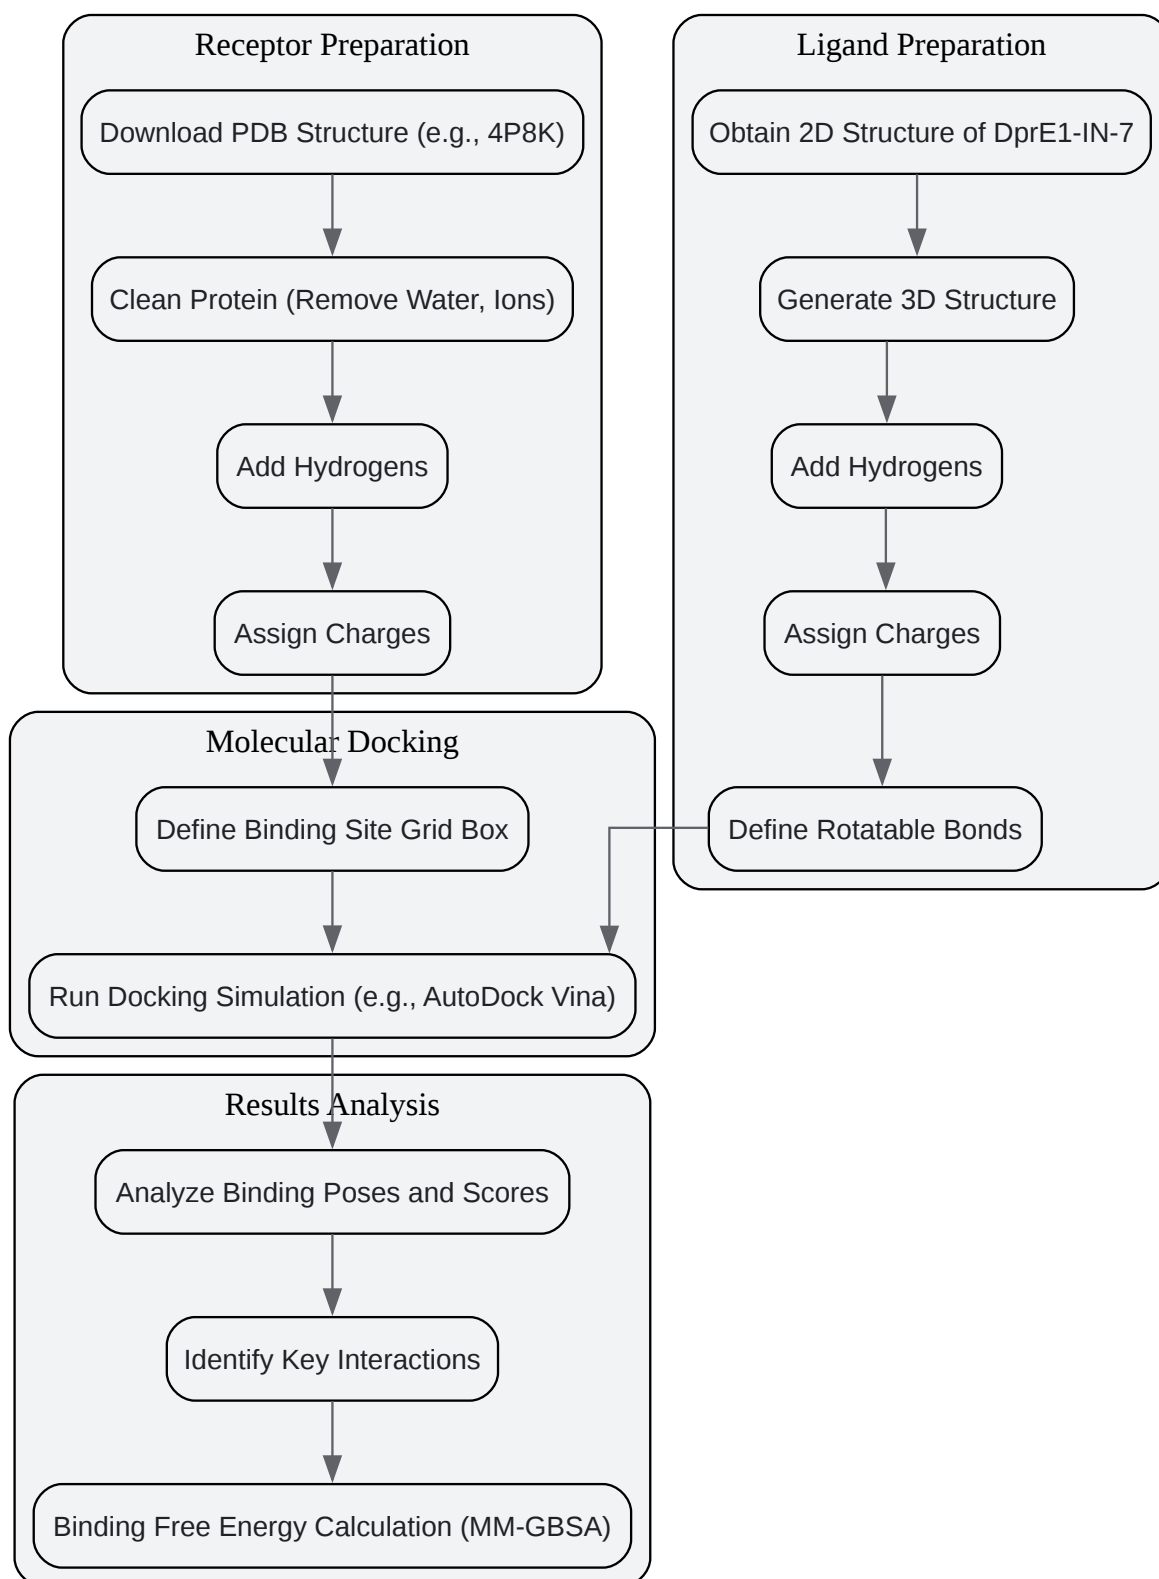 Receptor Preparation
Download PDB Structure (e.g., 4P8K)
Clean Protein (Remove Water, Ions)
Add Hydrogens
Assign Charges
Ligand Preparation
Obtain 2D Structure of DprE1-IN-7
Generate 3D Structure
Add Hydrogens
Assign Charges
Define Rotatable Bonds
Molecular Docking
Define Binding Site Grid Box
Run Docking Simulation (e.g., AutoDock Vina)
Results Analysis
Analyze Binding Poses and Scores
Identify Key Interactions
Binding Free Energy Calculation (MM-GBSA)